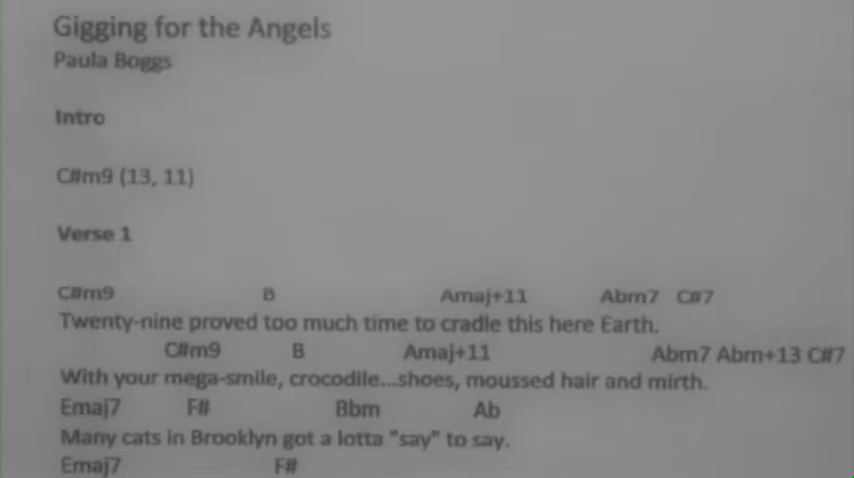 Gigging for the Angels
Paula Boggs
Intro
C#m9 (13, 11)
Verse 1
C#m9 B Amaj+11 Abm7 C#7
Twenty-nine proved too much time to cradle this here Earth.
C#m9 B Amaj+11 Abm7 Abm+13 C#7
With your mega-smile, crocodile...shoes, moussed hair and mirth.
Emaj7 F# Bbm Ab
Many cats in Brooklyn got a lotta "say" to say.
Emaj7 F#